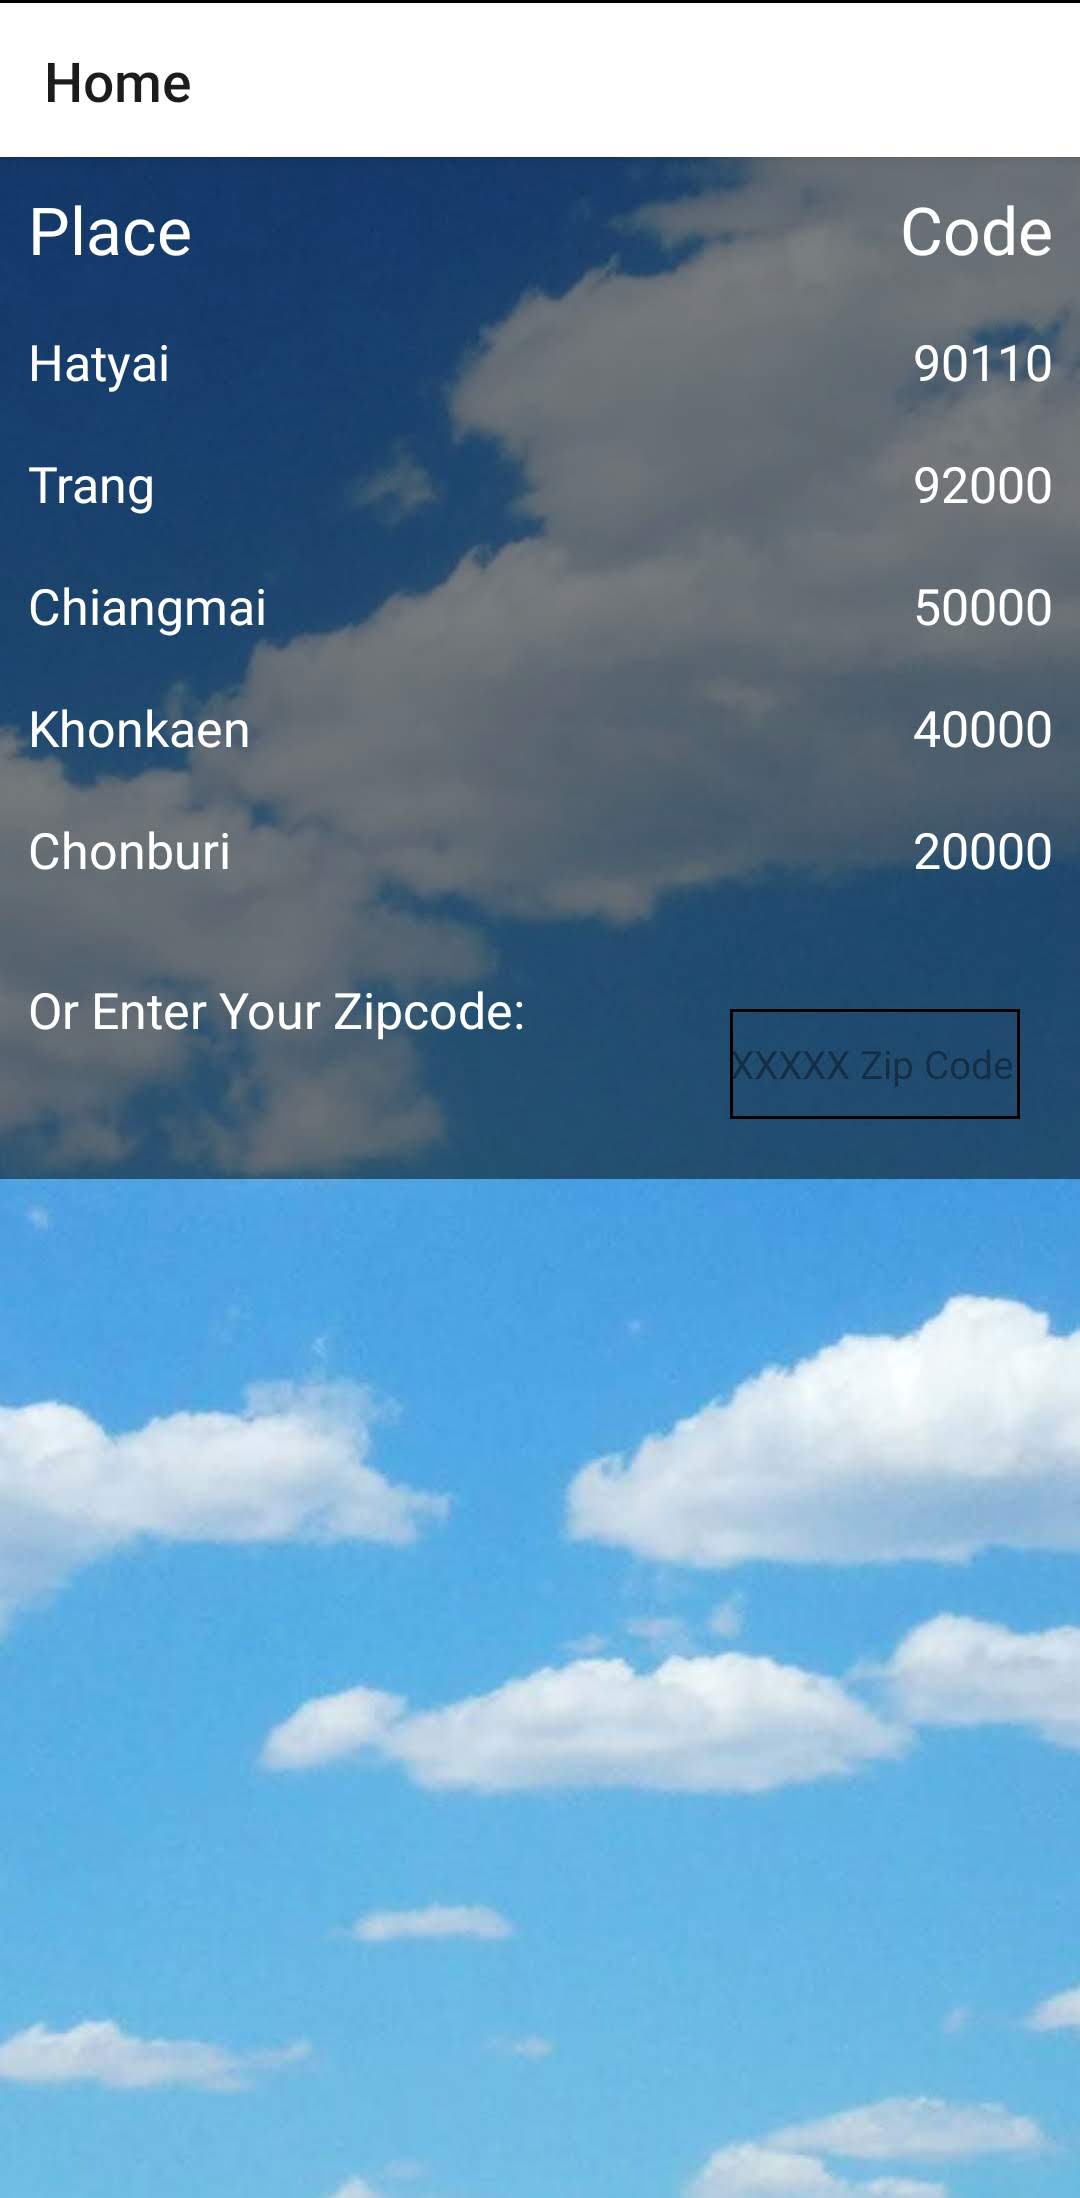 Home
Place Code
Hatyai 90110
Trang 92000
Chiangmai 50000
Khonkaen 40000
Chonburi 20000
Or Enter Your Zipcode:
XXXXX Zip Code